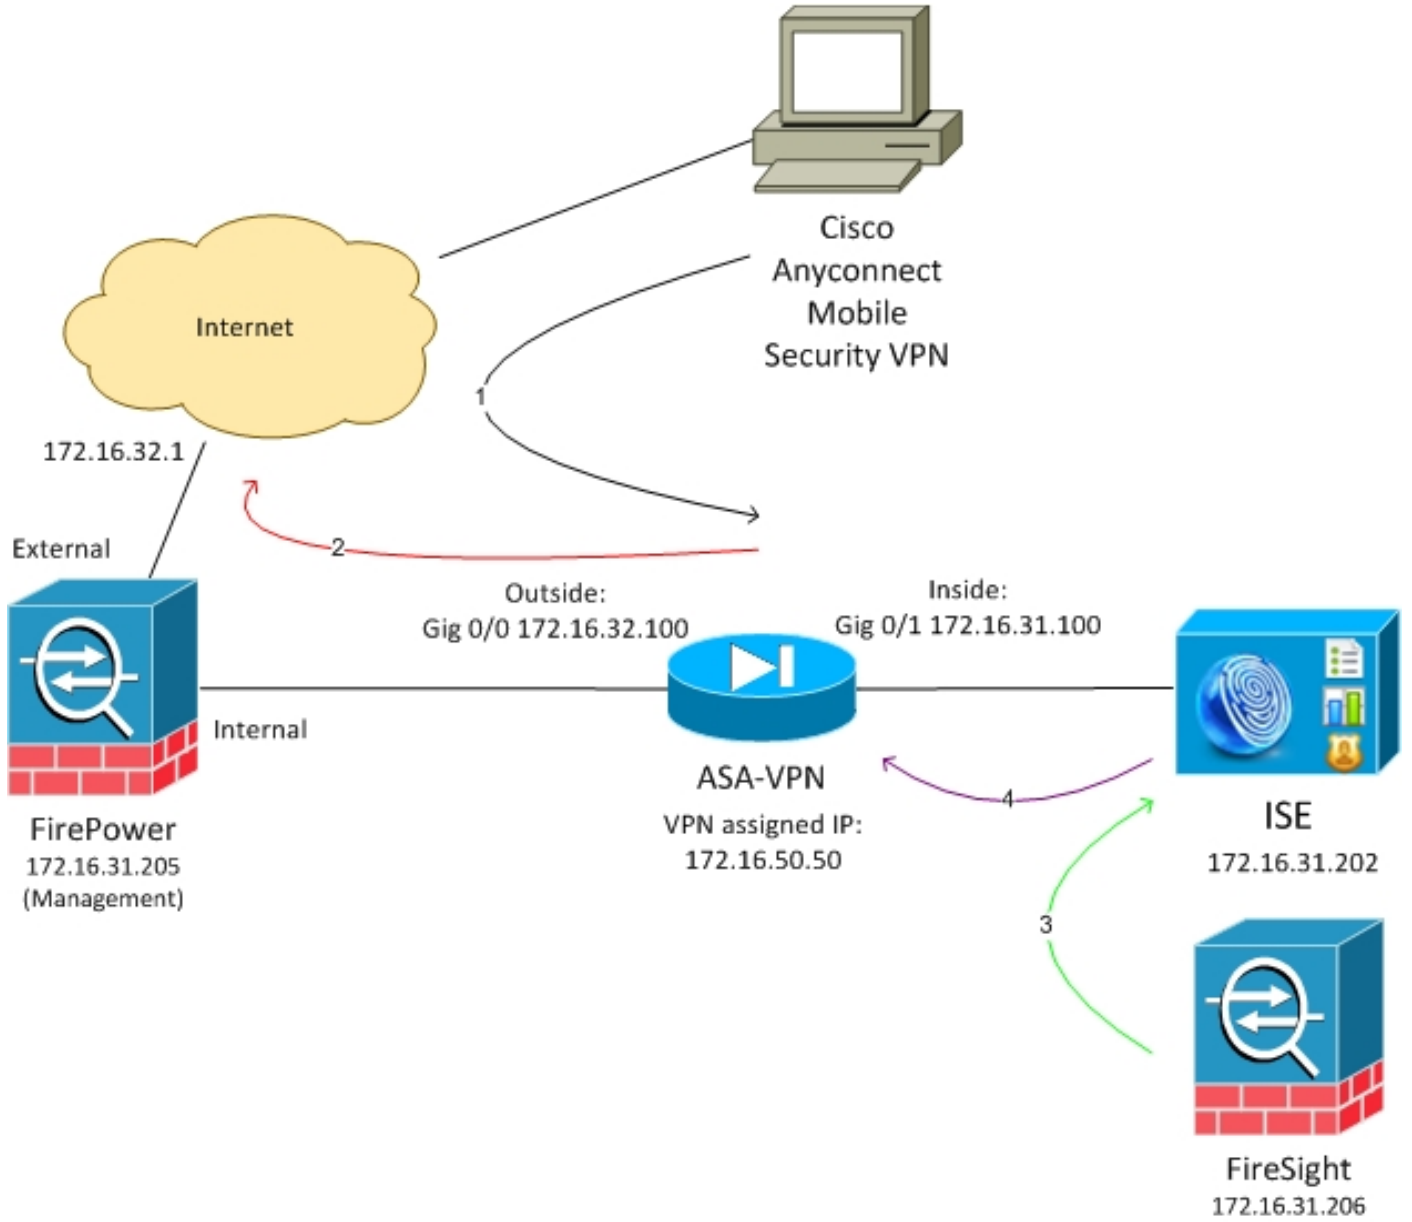 Cisco
Anyconnect
Mobile
Security VPN
Internet
1
172.16.32.1
2
External
Outside:
Gig 0/0 172.16.32.100
Inside:
Gig 0/1 172.16.31.100
Internal
FirePower
172.16.31.205
(Management)
ASA-VPN
VPN assigned IP:
172.16.50.50
4
ISE
172.16.31.202
3
FireSight
172.16.31.206